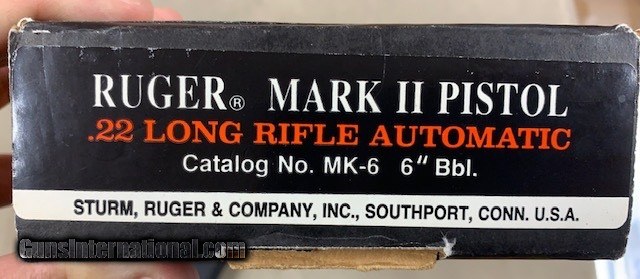 RUGER® MARK II PISTOL
.22 LONG RIFLE AUTOMATIC
Catalog No. MK-6 6" Bbl.
STURM, RUGER & COMPANY, INC., SOUTHPORT, CONN. U.S.A.
GunsInternational.com